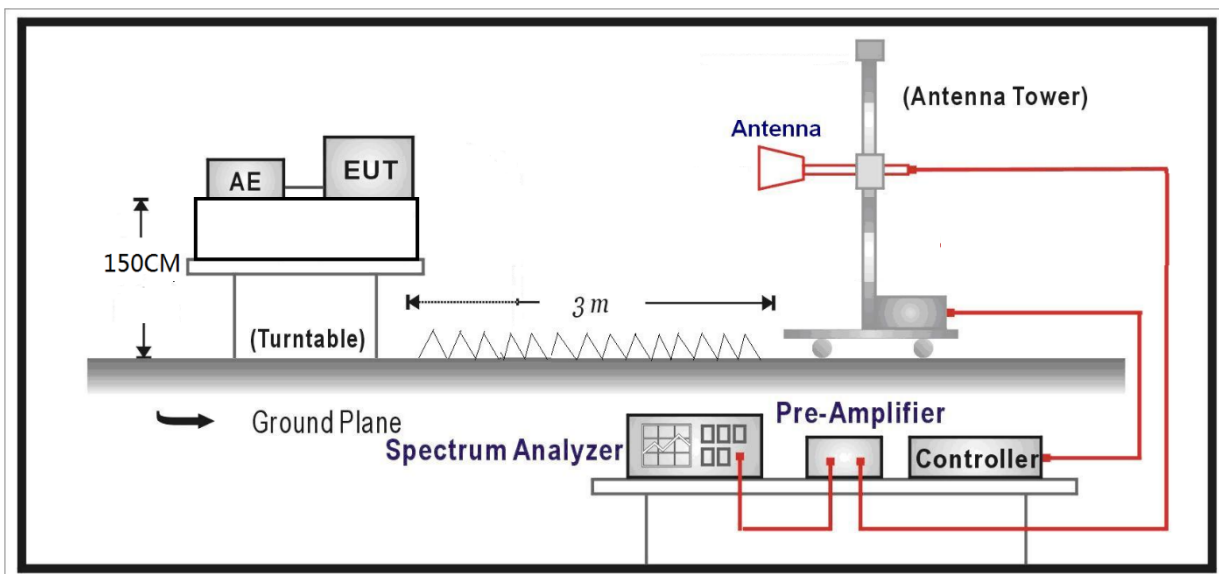 (Antenna Tower)
Antenna
AE
EUT
150CM
3 m
(Turntable)
Ground Plane
Pre-Amplifier
Spectrum Analyzer
Controller